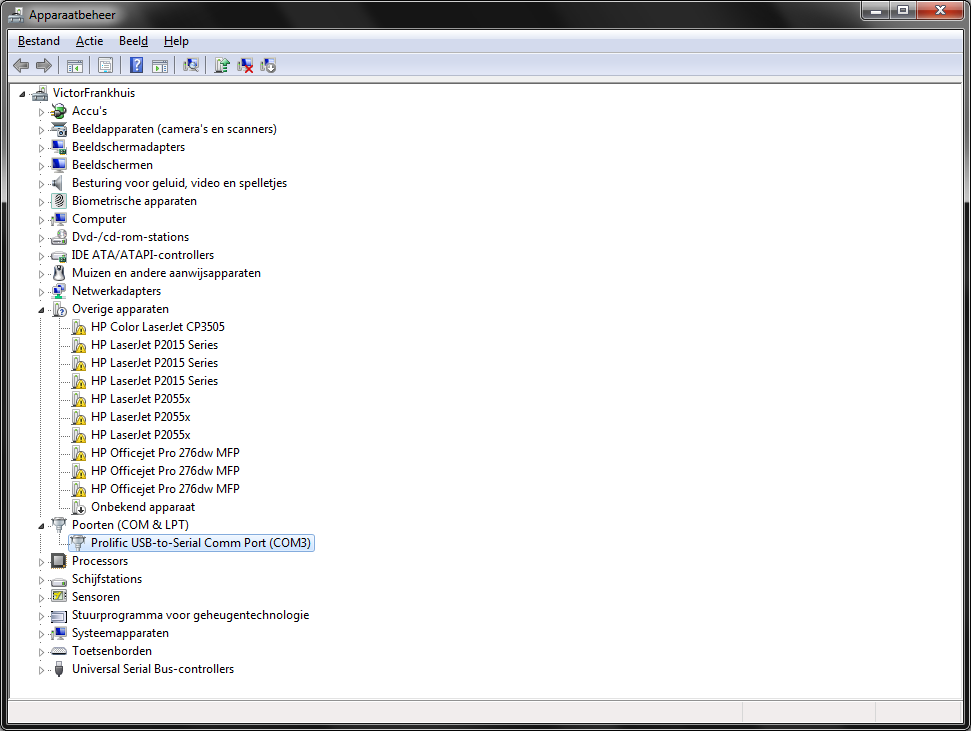 Apparaatbeheer
Bestand Actie Beeld Help
VictorFrankhuis
Accu's
Beeldapparaten (camera's en scanners)
Beeldschermadapters
Beeldschermen
Besturing voor geluid, video en spelletjes
Biometrische apparaten
Computer
Dvd-/cd-rom-stations
IDE ATA/ATAPI-controllers
Muizen en andere aanwijsapparaten
Netwerkadapters
Overige apparaten
HP Color LaserJet CP3505
HP LaserJet P2015 Series
HP LaserJet P2015 Series
HP LaserJet P2015 Series
HP LaserJet P2055x
HP LaserJet P2055x
HP LaserJet P2055x
HP Officejet Pro 276dw MFP
HP Officejet Pro 276dw MFP
HP Officejet Pro 276dw MFP
Onbekend apparaat
Poorten (COM & LPT)
Prolific USB-to-Serial Comm Port (COM3)
Processors
Schijfstations
Sensoren
Stuurprogramma voor geheugentechnologie
Systeemapparaten
Toetsenborden
Universal Serial Bus-controllers